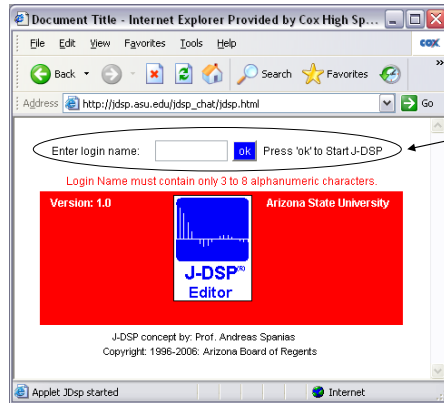 Document Title - Internet Explorer Provided by Cox High Sp...
File Edit View Favorites Tools Help
cox
Back Search Favorites
Address http://jdsp.asu.edu/jdsp_chat/jdsp.html Go
Enter login name: ok Press 'ok' to Start J-DSP
Login Name must contain only 3 to 8 alphanumeric characters.
Version: 1.0 Arizona State University
J-DSP®
Editor
J-DSP concept by: Prof. Andreas Spanias
Copyright: 1996-2006: Arizona Board of Regents
Applet JDsp started Internet